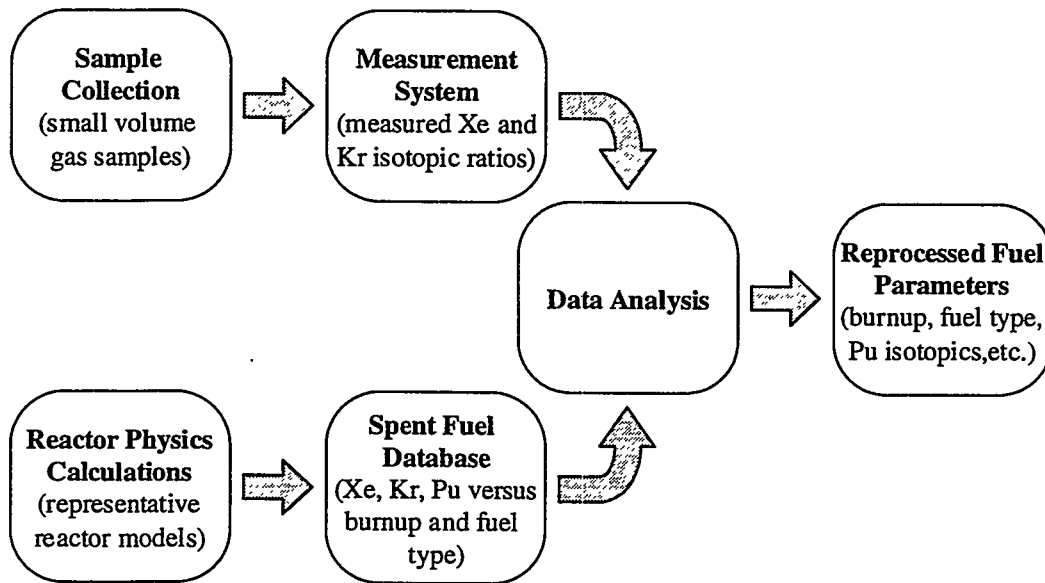 Sample
Collection
(small volume
gas samples)
Measurement
System
(measured Xe and
Kr isotopic ratios)
Data Analysis
Reprocessed Fuel
Parameters
(burnup, fuel type,
Pu isotopics,etc.)
Reactor Physics
Calculations
(representative
reactor models)
Spent Fuel
Database
(Xe, Kr, Pu versus
burnup and fuel
type)